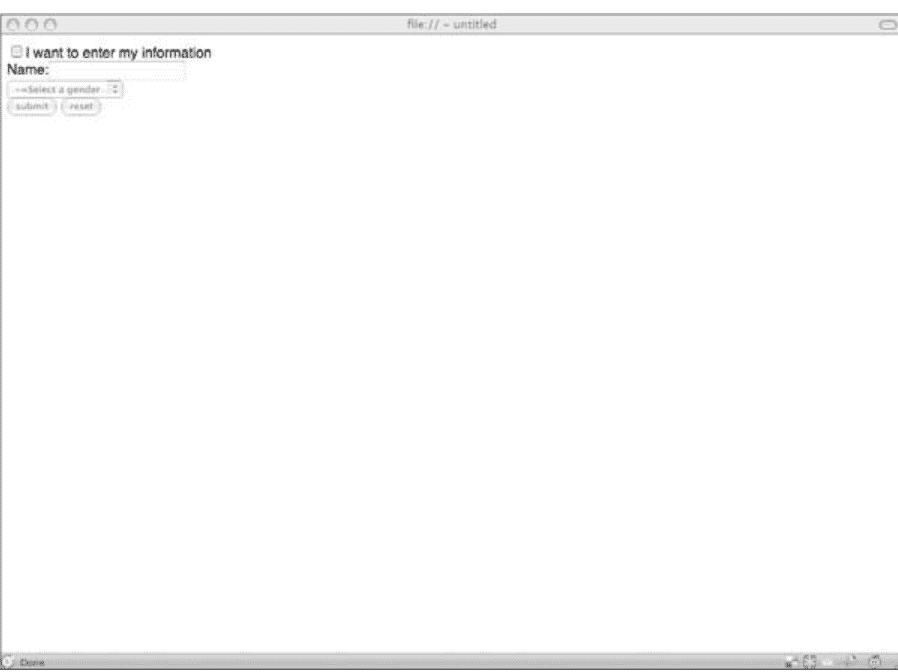 file:// - untitled
I want to enter my information
Name:
--Select a gender
submit reset
Done